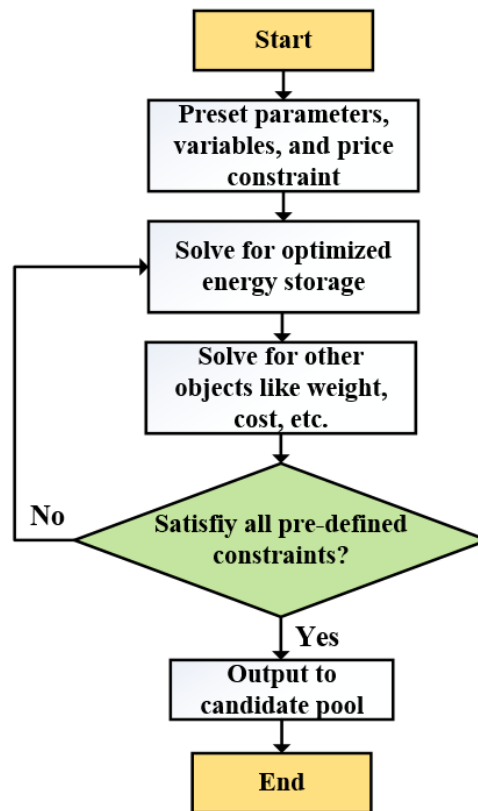 Start
Preset parameters,
variables, and price
constraint
Solve for optimized
energy storage
Solve for other
objects like weight,
cost, etc.
No
Satisfiy all pre-defined
constraints?
Yes
Output to
candidate pool
End